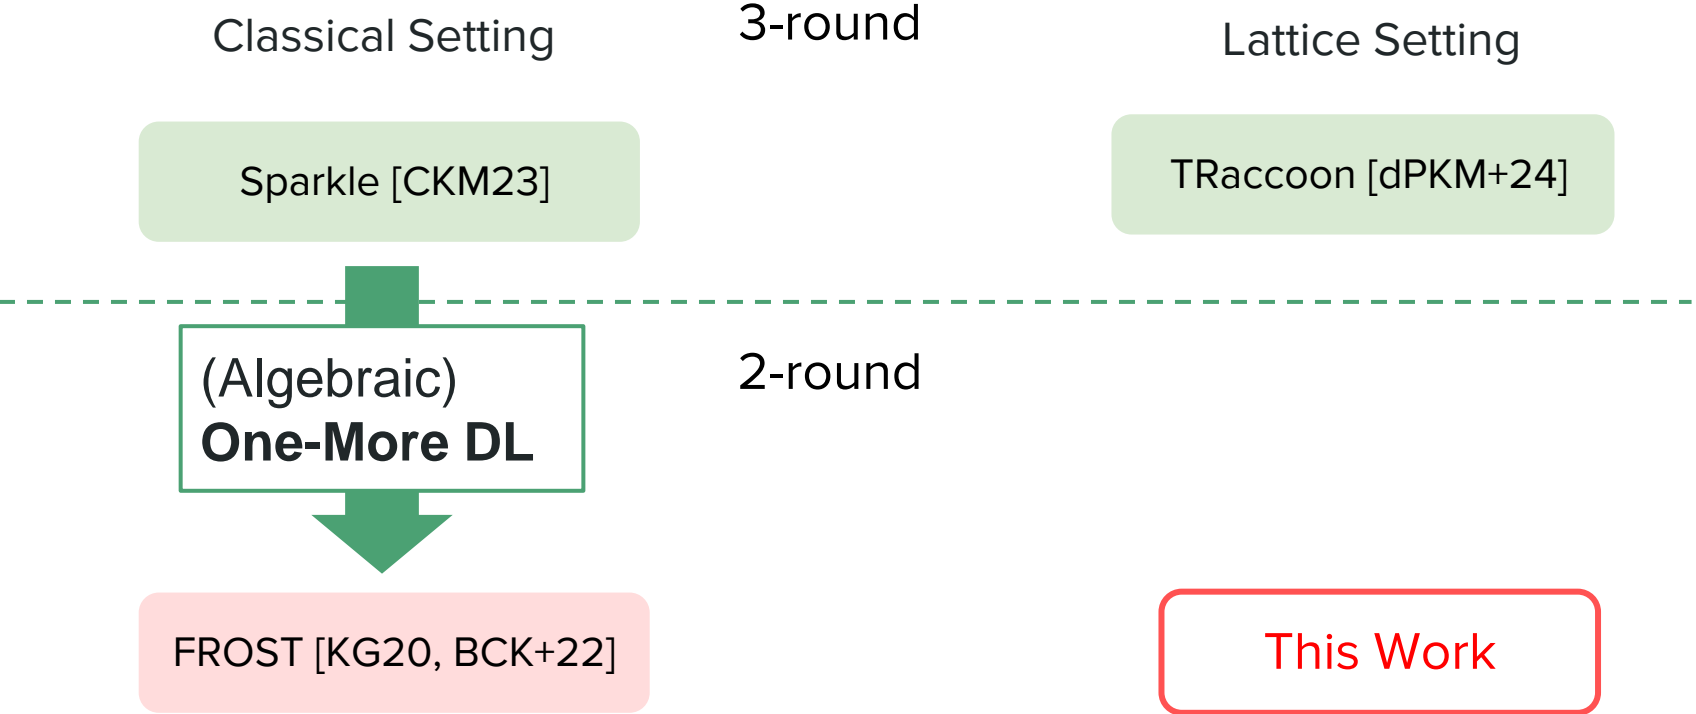 Classical Setting
3-round
Lattice Setting
Sparkle [CKM23]
TRaccoon [dPKM+24]
(Algebraic)
One-More DL
2-round
FROST [KG20, BCK+22]
This Work